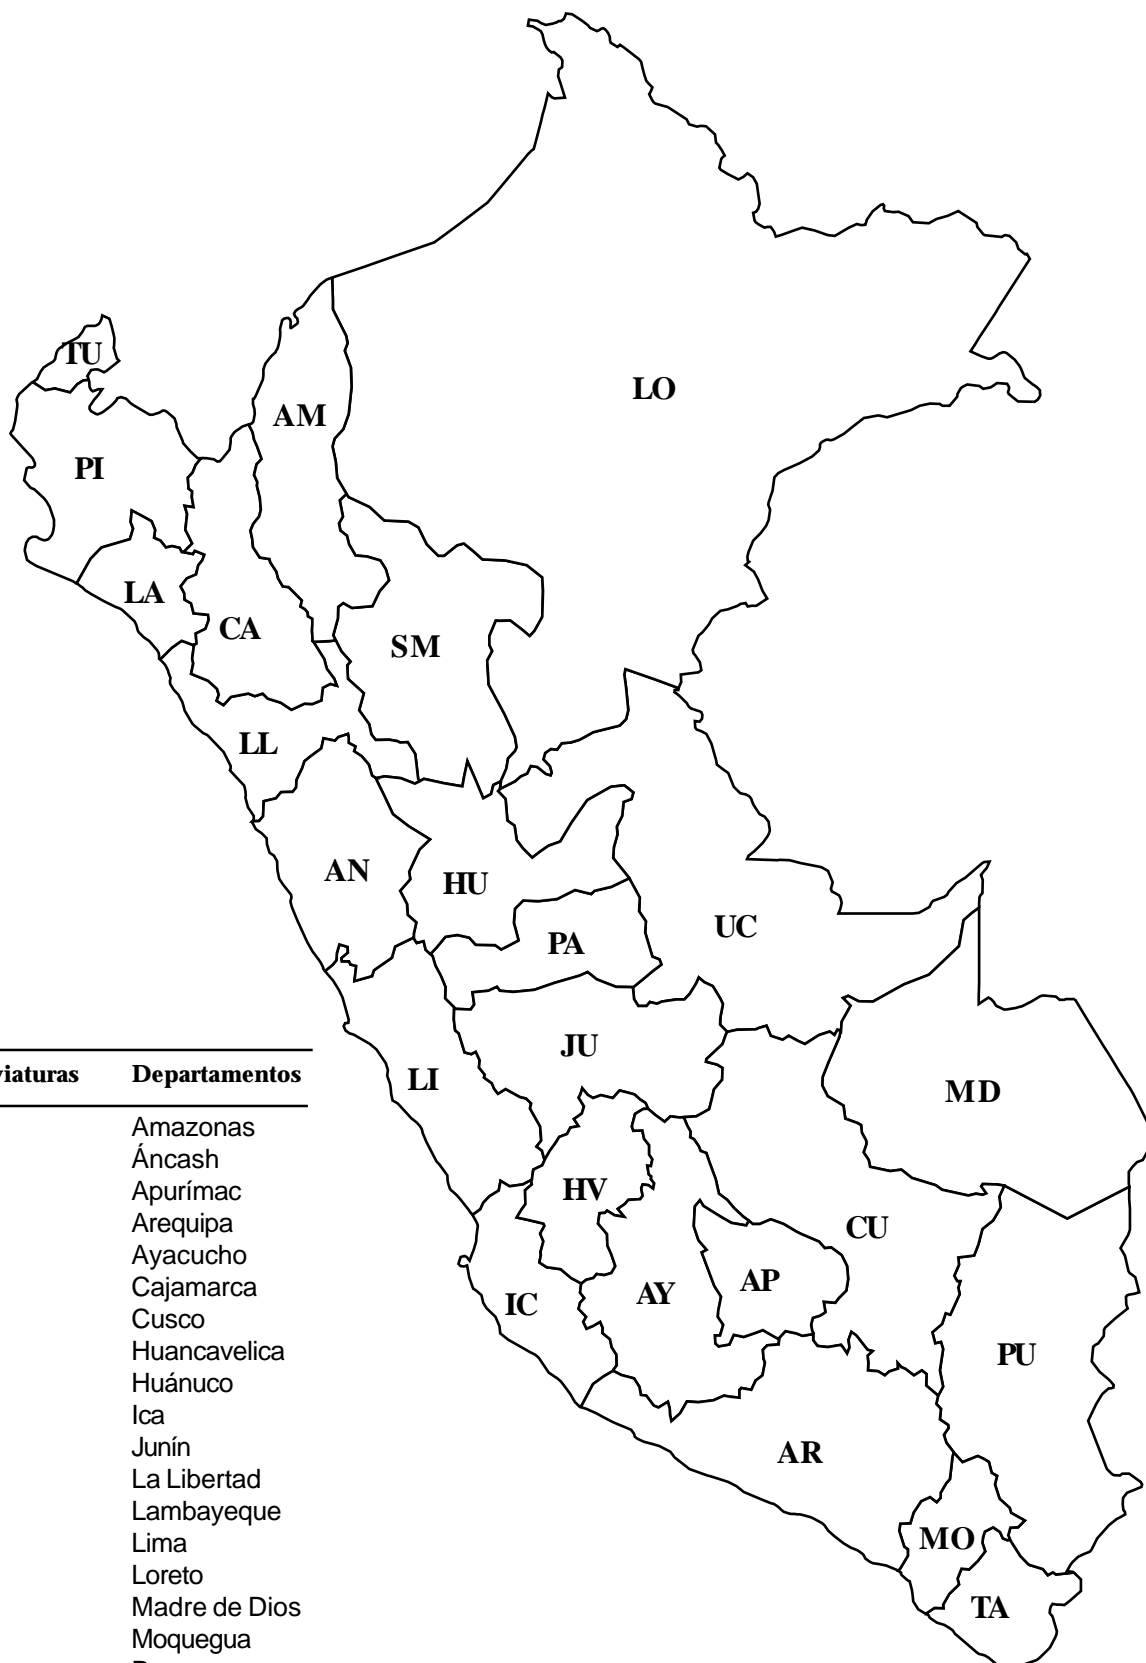 TU
LO
AM
PI
LA
CA
SM
LL
AN
HU
UC
PA
JU
LI
MD
HV
CU
AP
AY
IC
PU
AR
MO
TA
viaturas Departamentos
Amazonas
Áncash
Apurímac
Arequipa
Ayacucho
Cajamarca
Cusco
Huancavelica
Huánuco
Ica
Junín
La Libertad
Lambayeque
Lima
Loreto
Madre de Dios
Moquegua